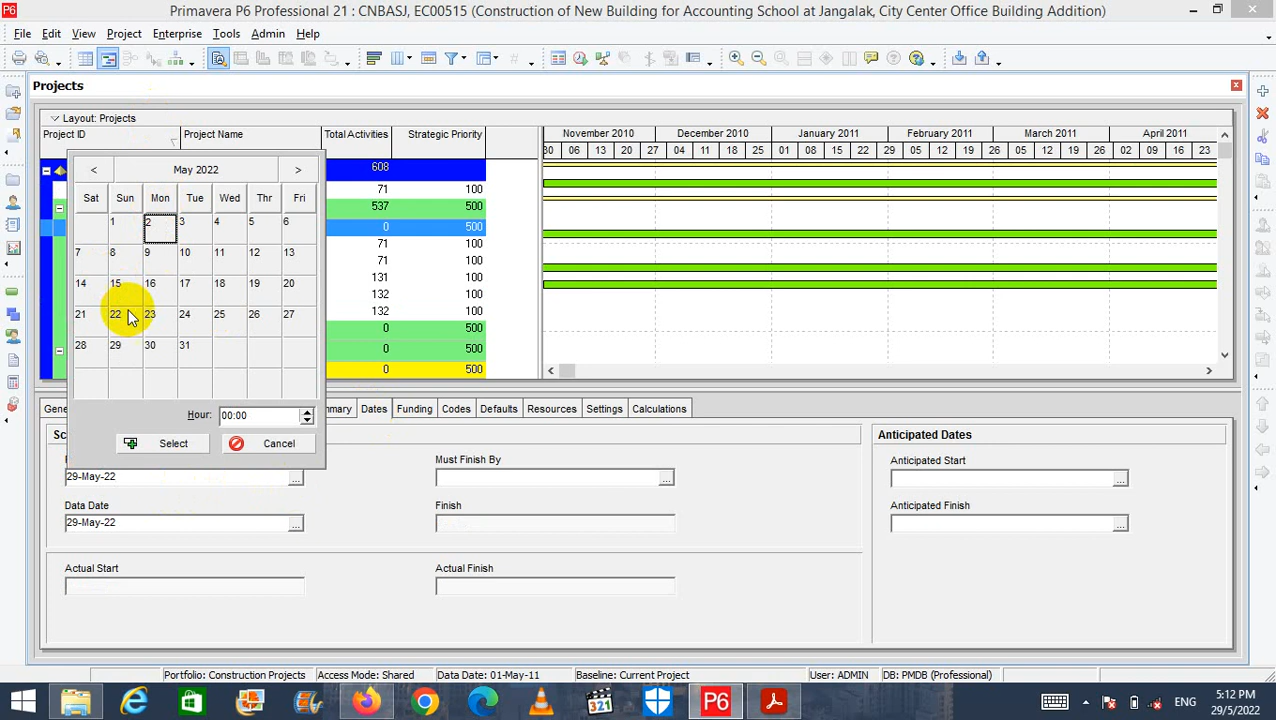 P6 Primavera P6 Professional 21 : CNBASJ, EC00515 (Construction of New Building for Accounting School at Jangalak, City Center Office Building Addition)
File Edit View Project Enterprise Tools Admin Help
Projects
Layout: Projects
Project ID Project Name Total Activities Strategic Priority November 2010 December 2010 January 2011 February 2011 March 2011 April 2011
30 06 13 20 27 04 11 18 25 01 08 15 22 29 05 12 19 26 05 12 19 26 02 09 16 23
< May 2022 >
Sat Sun Mon Tue Wed Thr Fri
1 2 3 4 5 6
7 8 9 10 11 12 13
14 15 16 17 18 19 20
21 22 23 24 25 26 27
28 29 30 31
Hour: 00:00
Select Cancel
608
71 100
537 500
0 500
71 100
71 100
131 100
132 100
132 100
0 500
0 500
0 500
Gene mmary Dates Funding Codes Defaults Resources Settings Calculations
Sc Anticipated Dates
Must Finish By Anticipated Start
29-May-22 ...
Data Date Finish Anticipated Finish
29-May-22 ...
Actual Start Actual Finish
Portfolio: Construction Projects Access Mode: Shared Data Date: 01-May-11 Baseline: Current Project User: ADMIN DB: PMDB (Professional)
P6 ENG 5:12 PM
29/5/2022